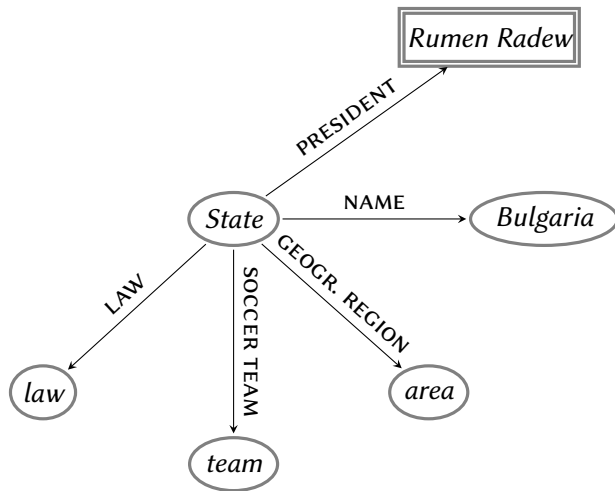 Rumen Radew
PRESIDENT
State
NAME
Bulgaria
LAW
SOCCER TEAM
GEOGR. REGION
law
area
team